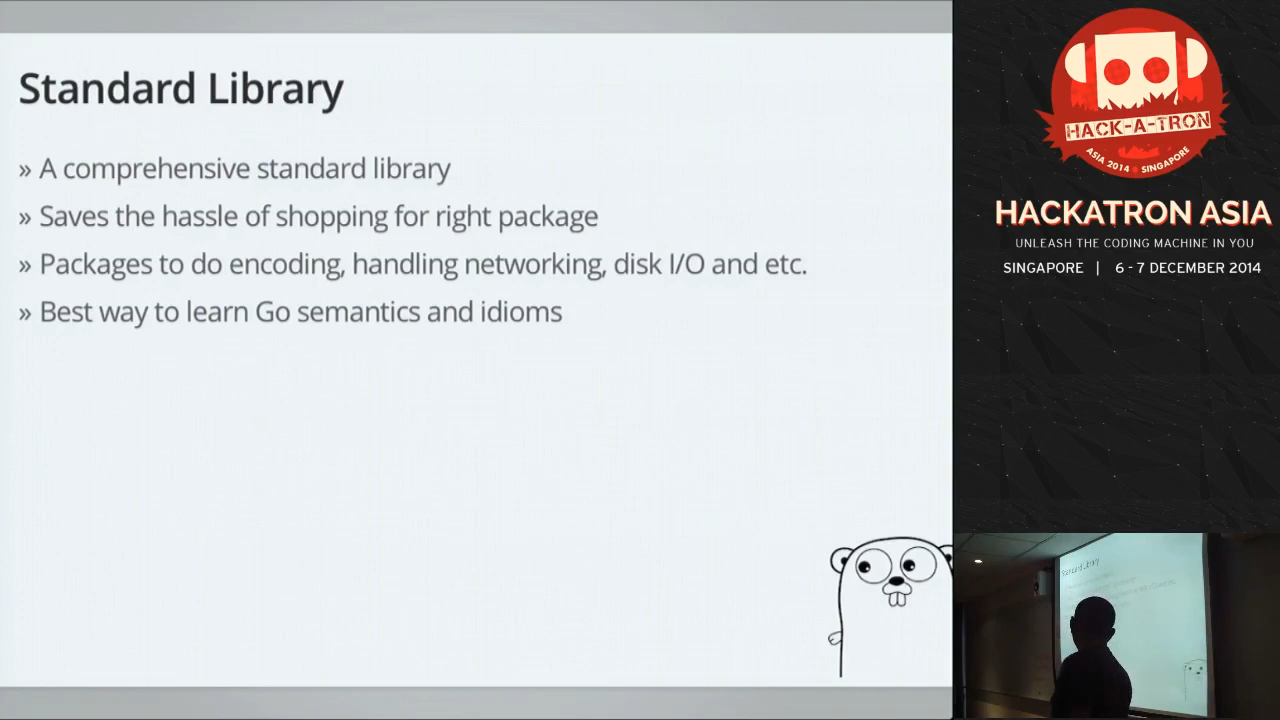 Standard Library
» A comprehensive standard library
» Saves the hassle of shopping for right package
» Packages to do encoding, handling networking, disk I/O and etc.
» Best way to learn Go semantics and idioms
HACK-A-TRON
ASIA 2014 SINGAPORE
HACKATRON ASIA
UNLEASH THE CODING MACHINE IN YOU
SINGAPORE | 6 - 7 DECEMBER 2014
Standard Library